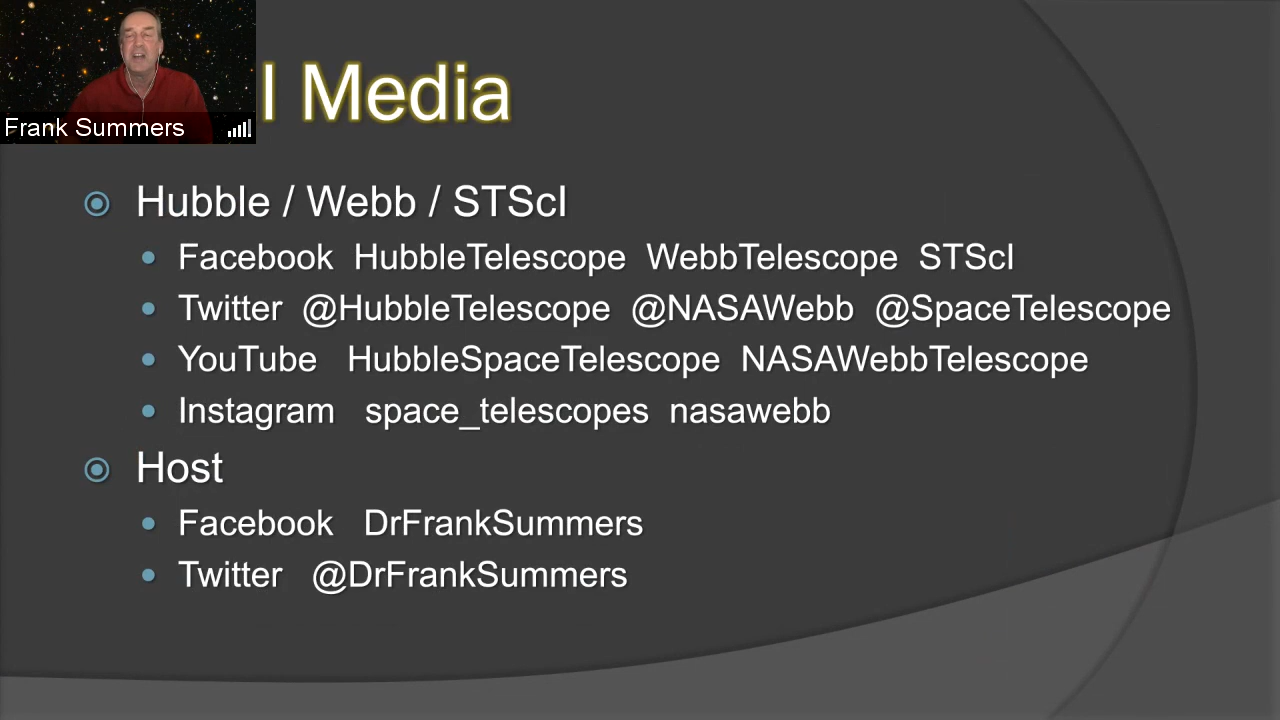 Frank Summers
l Media
Hubble / Webb / STScI
Facebook HubbleTelescope WebbTelescope STScI
Twitter @HubbleTelescope @NASAWebb @SpaceTelescope
YouTube HubbleSpaceTelescope NASAWebbTelescope
Instagram space_telescopes nasawebb
Host
Facebook DrFrankSummers
Twitter @DrFrankSummers